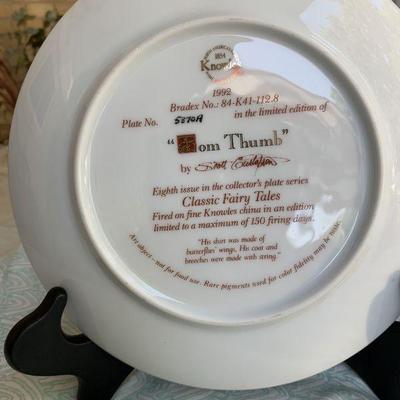 1854
Knowles
1992
Bradex No.: 84-K41-112.8
Plate No. 5870A in the limited edition of
"Tom Thumb"
by Scott Gustafson
Eighth issue in the collector's plate series
Classic Fairy Tales
Fired on fine Knowles china in an edition
limited to a maximum of 150 firing days.
"His shirt was made of
butterflies' wings, His coat and
breeches were made with string."
Art object - not for food use. Rare pigments used for color fidelity may be toxic.